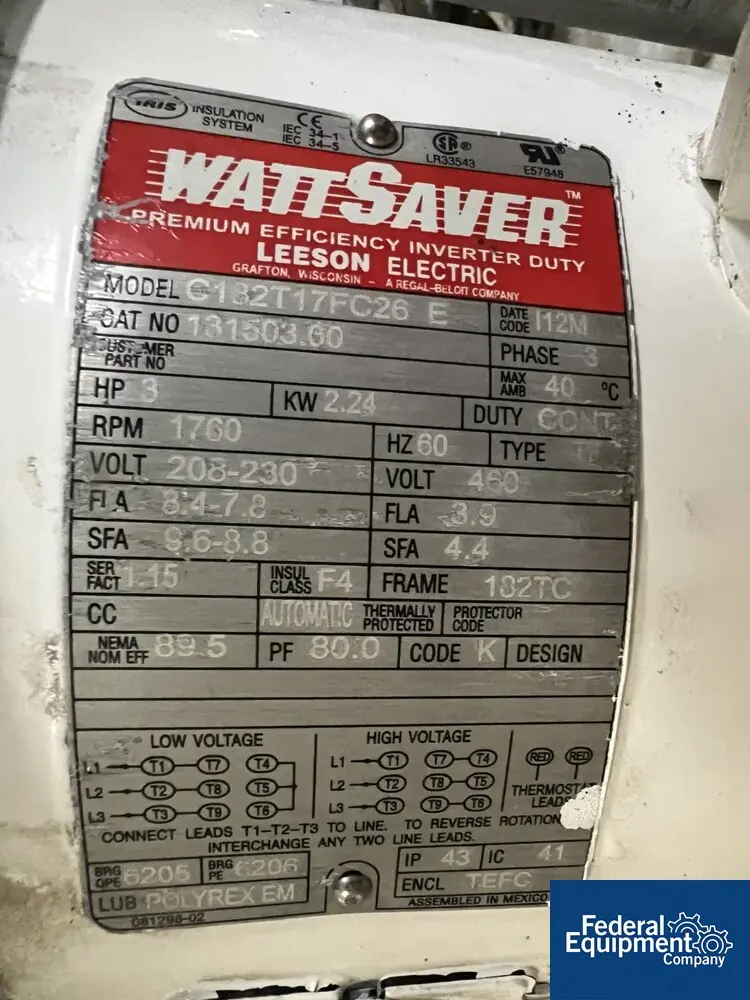 IRIS INSULATION SYSTEM CE IEC 34-1 IEC 34-5 LR33543 E57948
WATTSAVER™
PREMIUM EFFICIENCY INVERTER DUTY
LEESON ELECTRIC
GRAFTON, WISCONSIN - A REGAL-BELOIT COMPANY
MODEL C182T17FC26 E DATE CODE I12M
CAT NO 131503.60
CUSTOMER PART NO PHASE 3
MAX AMB 40 °C
HP 3 KW 2.24 DUTY CONT
RPM 1760 HZ 60 TYPE
VOLT 208-230 VOLT 460
FLA 8.4-7.8 FLA 3.9
SFA 9.6-8.8 SFA 4.4
SER FACT 1.15 INSUL CLASS F4 FRAME 182TC
CC AUTOMATIC THERMALLY PROTECTED PROTECTOR CODE
NEMA NOM EFF 89.5 PF 80.0 CODE K DESIGN
LOW VOLTAGE HIGH VOLTAGE
L1 T1 T7 T4 L1 T1 T7 T4 RED RED
L2 T2 T8 T5 L2 T2 T8 T5
L3 T3 T9 T6 L3 T3 T9 T6 THERMOSTAT LEADS
CONNECT LEADS T1-T2-T3 TO LINE. TO REVERSE ROTATION
INTERCHANGE ANY TWO LINE LEADS.
BRG OPE 6205 BRG PE 6206 IP 43 IC 41
LUB POLYREX EM ENCL TEFC
081298-02 ASSEMBLED IN MEXICO
Federal
Equipment
Company